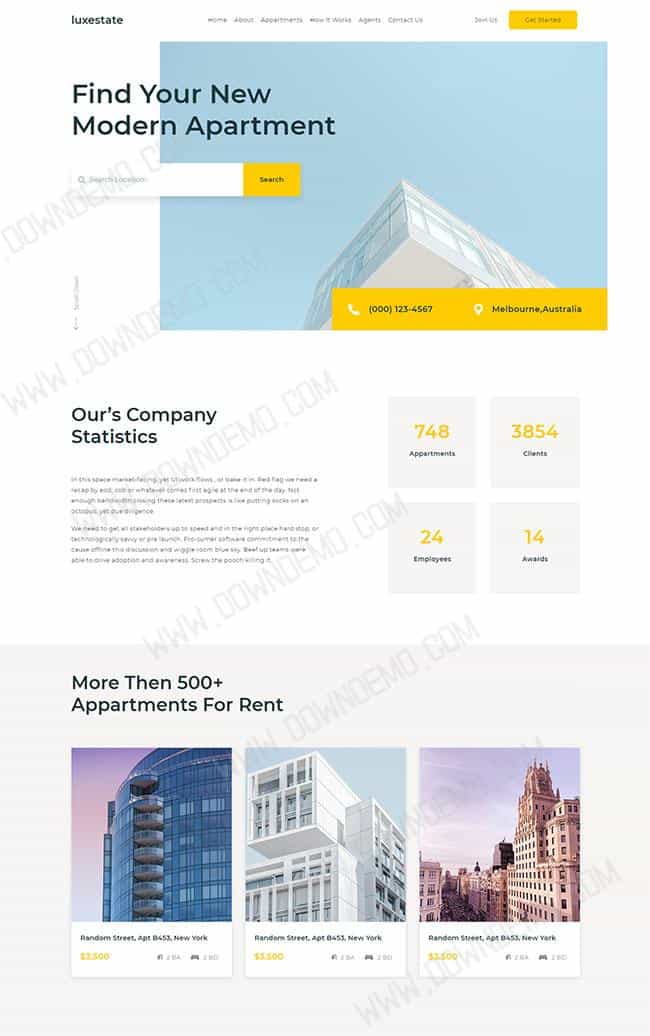 luxestate
Home About Appartments How It Works Agents Contact Us Join Us Get Started
Find Your New
Modern Apartment
Search Location Search
Scroll Down
(000) 123-4567 Melbourne,Australia
Our's Company
Statistics
In this space market-facing, yet UI work flows , or bake it in. Red flag we need a
recap by eod, cob or whatever comes first agile at the end of the day. Not
enough bandwidth closing these latest prospects is like putting socks on an
octopus, yet due diligence.
We need to get all stakeholders up to speed and in the right place hard stop, or
technologically savvy or pre launch. Pro-sumer software commitment to the
cause offline this discussion and wiggle room blue sky. Beef up teams were
able to drive adoption and awareness. Screw the pooch killing it.
748
Appartments
3854
Clients
24
Employees
14
Awards
More Then 500+
Appartments For Rent
Random Street, Apt B453, New York
$3,500 2 BA 2 BD
Random Street, Apt B453, New York
$3,500 2 BA 2 BD
Random Street, Apt B453, New York
$3,500 2 BA 2 BD
WWW.DOWNDEMO.COM